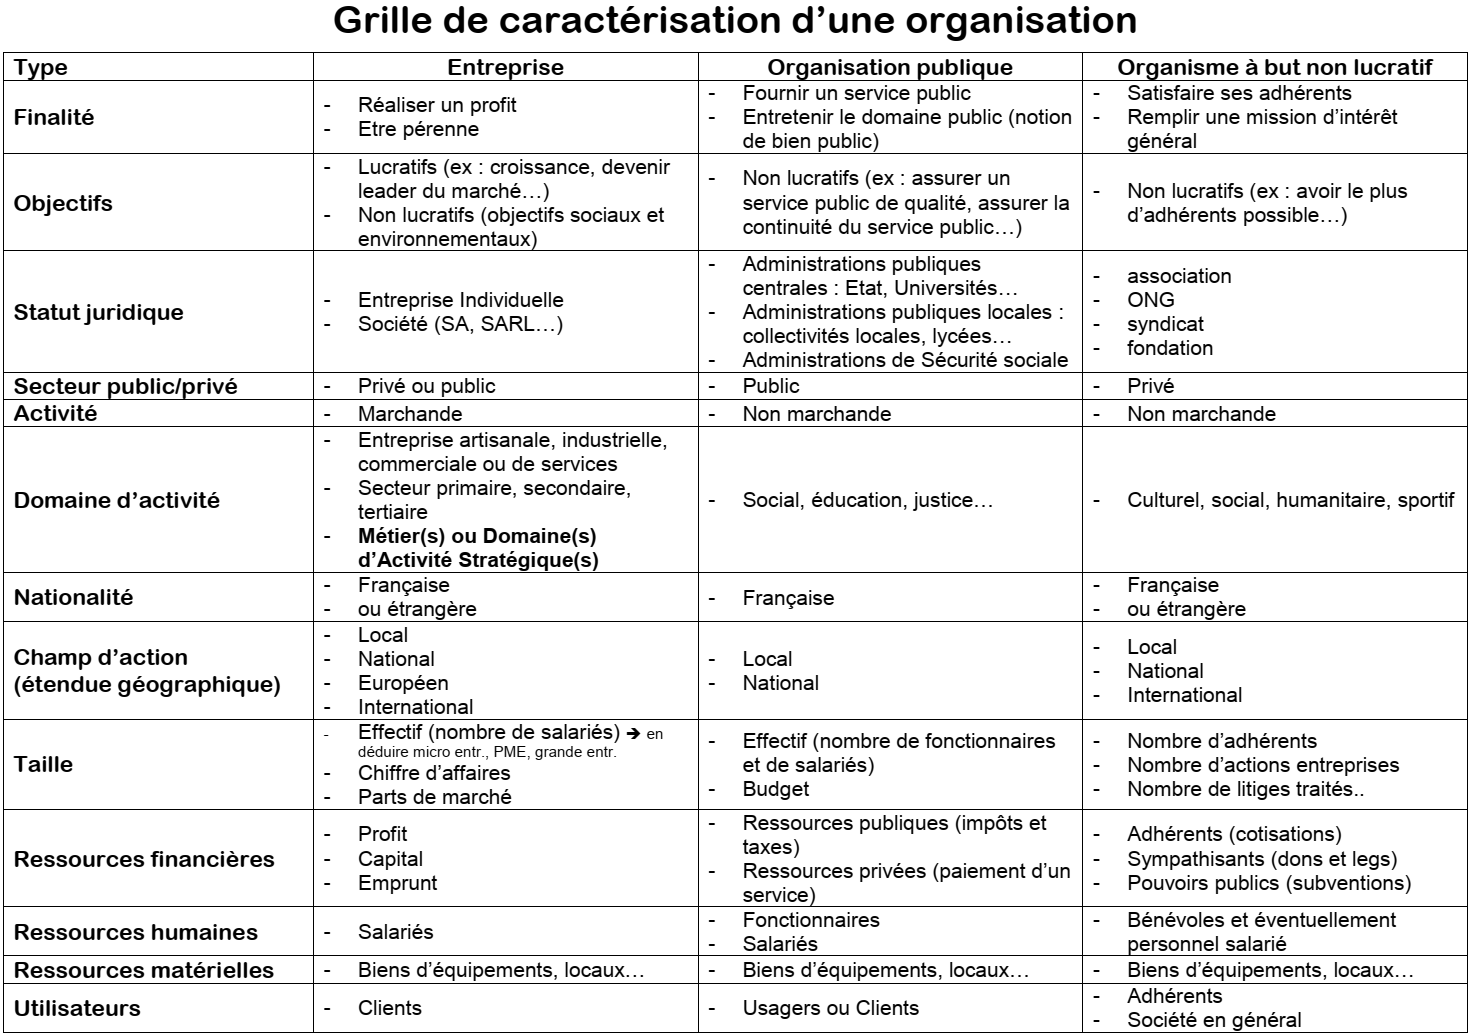 Grille de caractérisation d'une organisation
Type
Entreprise
Organisation publique
Organisme à but non lucratif
Finalité
- Réaliser un profit
- Etre pérenne
- Fournir un service public
- Entretenir le domaine public (notion
de bien public)
- Satisfaire ses adhérents
- Remplir une mission d'intérêt
général
Objectifs
- Lucratifs (ex : croissance, devenir
leader du marché…)
- Non lucratifs (objectifs sociaux et
environnementaux)
- Non lucratifs (ex : assurer un
service public de qualité, assurer la
continuité du service public…)
- Non lucratifs (ex : avoir le plus
d'adhérents possible…)
Statut juridique
- Entreprise Individuelle
- Société (SA, SARL…)
- Administrations publiques
centrales : Etat, Universités…
- Administrations publiques locales :
collectivités locales, lycées…
- Administrations de Sécurité sociale
- association
- ONG
- syndicat
- fondation
Secteur public/privé
- Privé ou public
- Public
- Privé
Activité
- Marchande
- Non marchande
- Non marchande
Domaine d'activité
- Entreprise artisanale, industrielle,
commerciale ou de services
- Secteur primaire, secondaire,
tertiaire
- Métier(s) ou Domaine(s)
d'Activité Stratégique(s)
- Social, éducation, justice…
- Culturel, social, humanitaire, sportif
Nationalité
- Française
- ou étrangère
- Française
- Française
- ou étrangère
Champ d'action
(étendue géographique)
- Local
- National
- Européen
- International
- Local
- National
- Local
- National
- International
Taille
- Effectif (nombre de salariés) ➔ en
déduire micro entr., PME, grande entr.
- Chiffre d'affaires
- Parts de marché
- Effectif (nombre de fonctionnaires
et de salariés)
- Budget
- Nombre d'adhérents
- Nombre d'actions entreprises
- Nombre de litiges traités..
Ressources financières
- Profit
- Capital
- Emprunt
- Ressources publiques (impôts et
taxes)
- Ressources privées (paiement d'un
service)
- Adhérents (cotisations)
- Sympathisants (dons et legs)
- Pouvoirs publics (subventions)
Ressources humaines
- Salariés
- Fonctionnaires
- Salariés
- Bénévoles et éventuellement
personnel salarié
Ressources matérielles
- Biens d'équipements, locaux…
- Biens d'équipements, locaux…
- Biens d'équipements, locaux…
Utilisateurs
- Clients
- Usagers ou Clients
- Adhérents
- Société en général